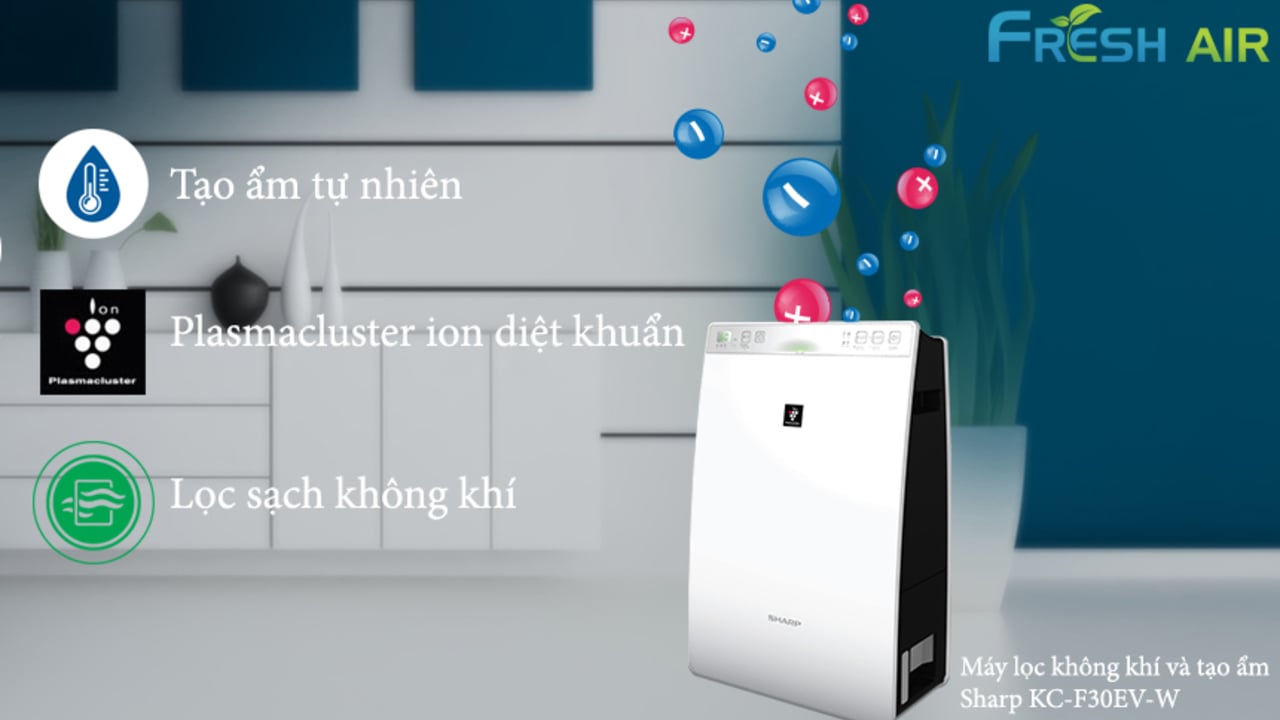 FRESH AIR
Tạo ẩm tự nhiên
Ion
Plasmacluster
Plasmacluster ion diệt khuẩn
Lọc sạch không khí
SHARP
Máy lọc không khí và tạo ẩm
Sharp KC-F30EV-W